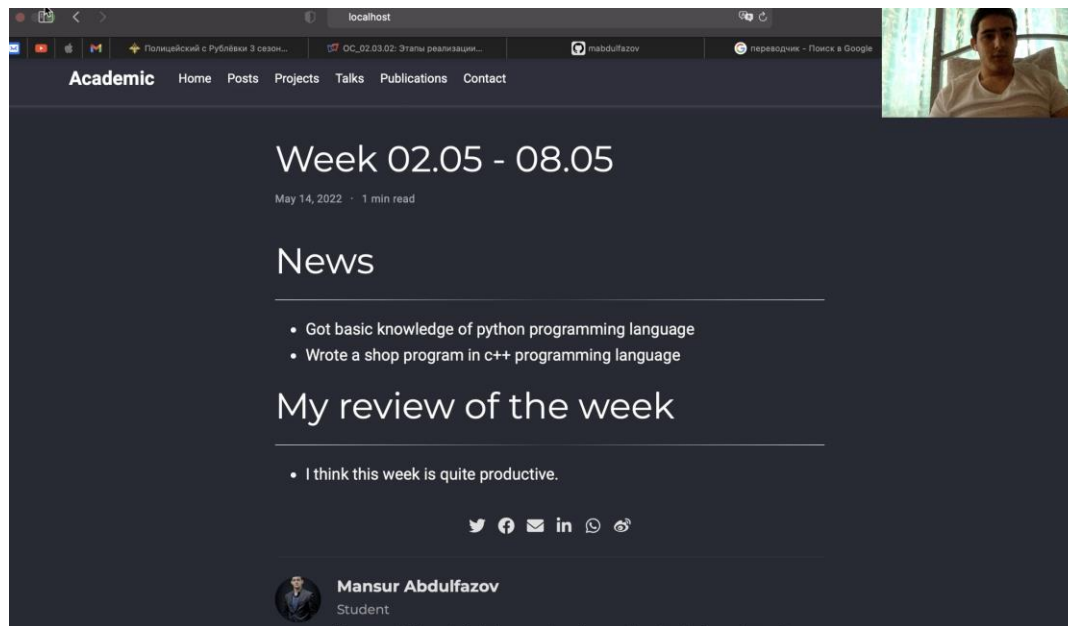 localhost
Полицейский с Рублёвки 3 сезон...
ОС_02.03.02: Этапы реализации...
mabdulfazov
переводчик - Поиск в Google
Academic Home Posts Projects Talks Publications Contact
Week 02.05 - 08.05
May 14, 2022 · 1 min read
News
• Got basic knowledge of python programming language
• Wrote a shop program in c++ programming language
My review of the week
• I think this week is quite productive.
Mansur Abdulfazov
Student